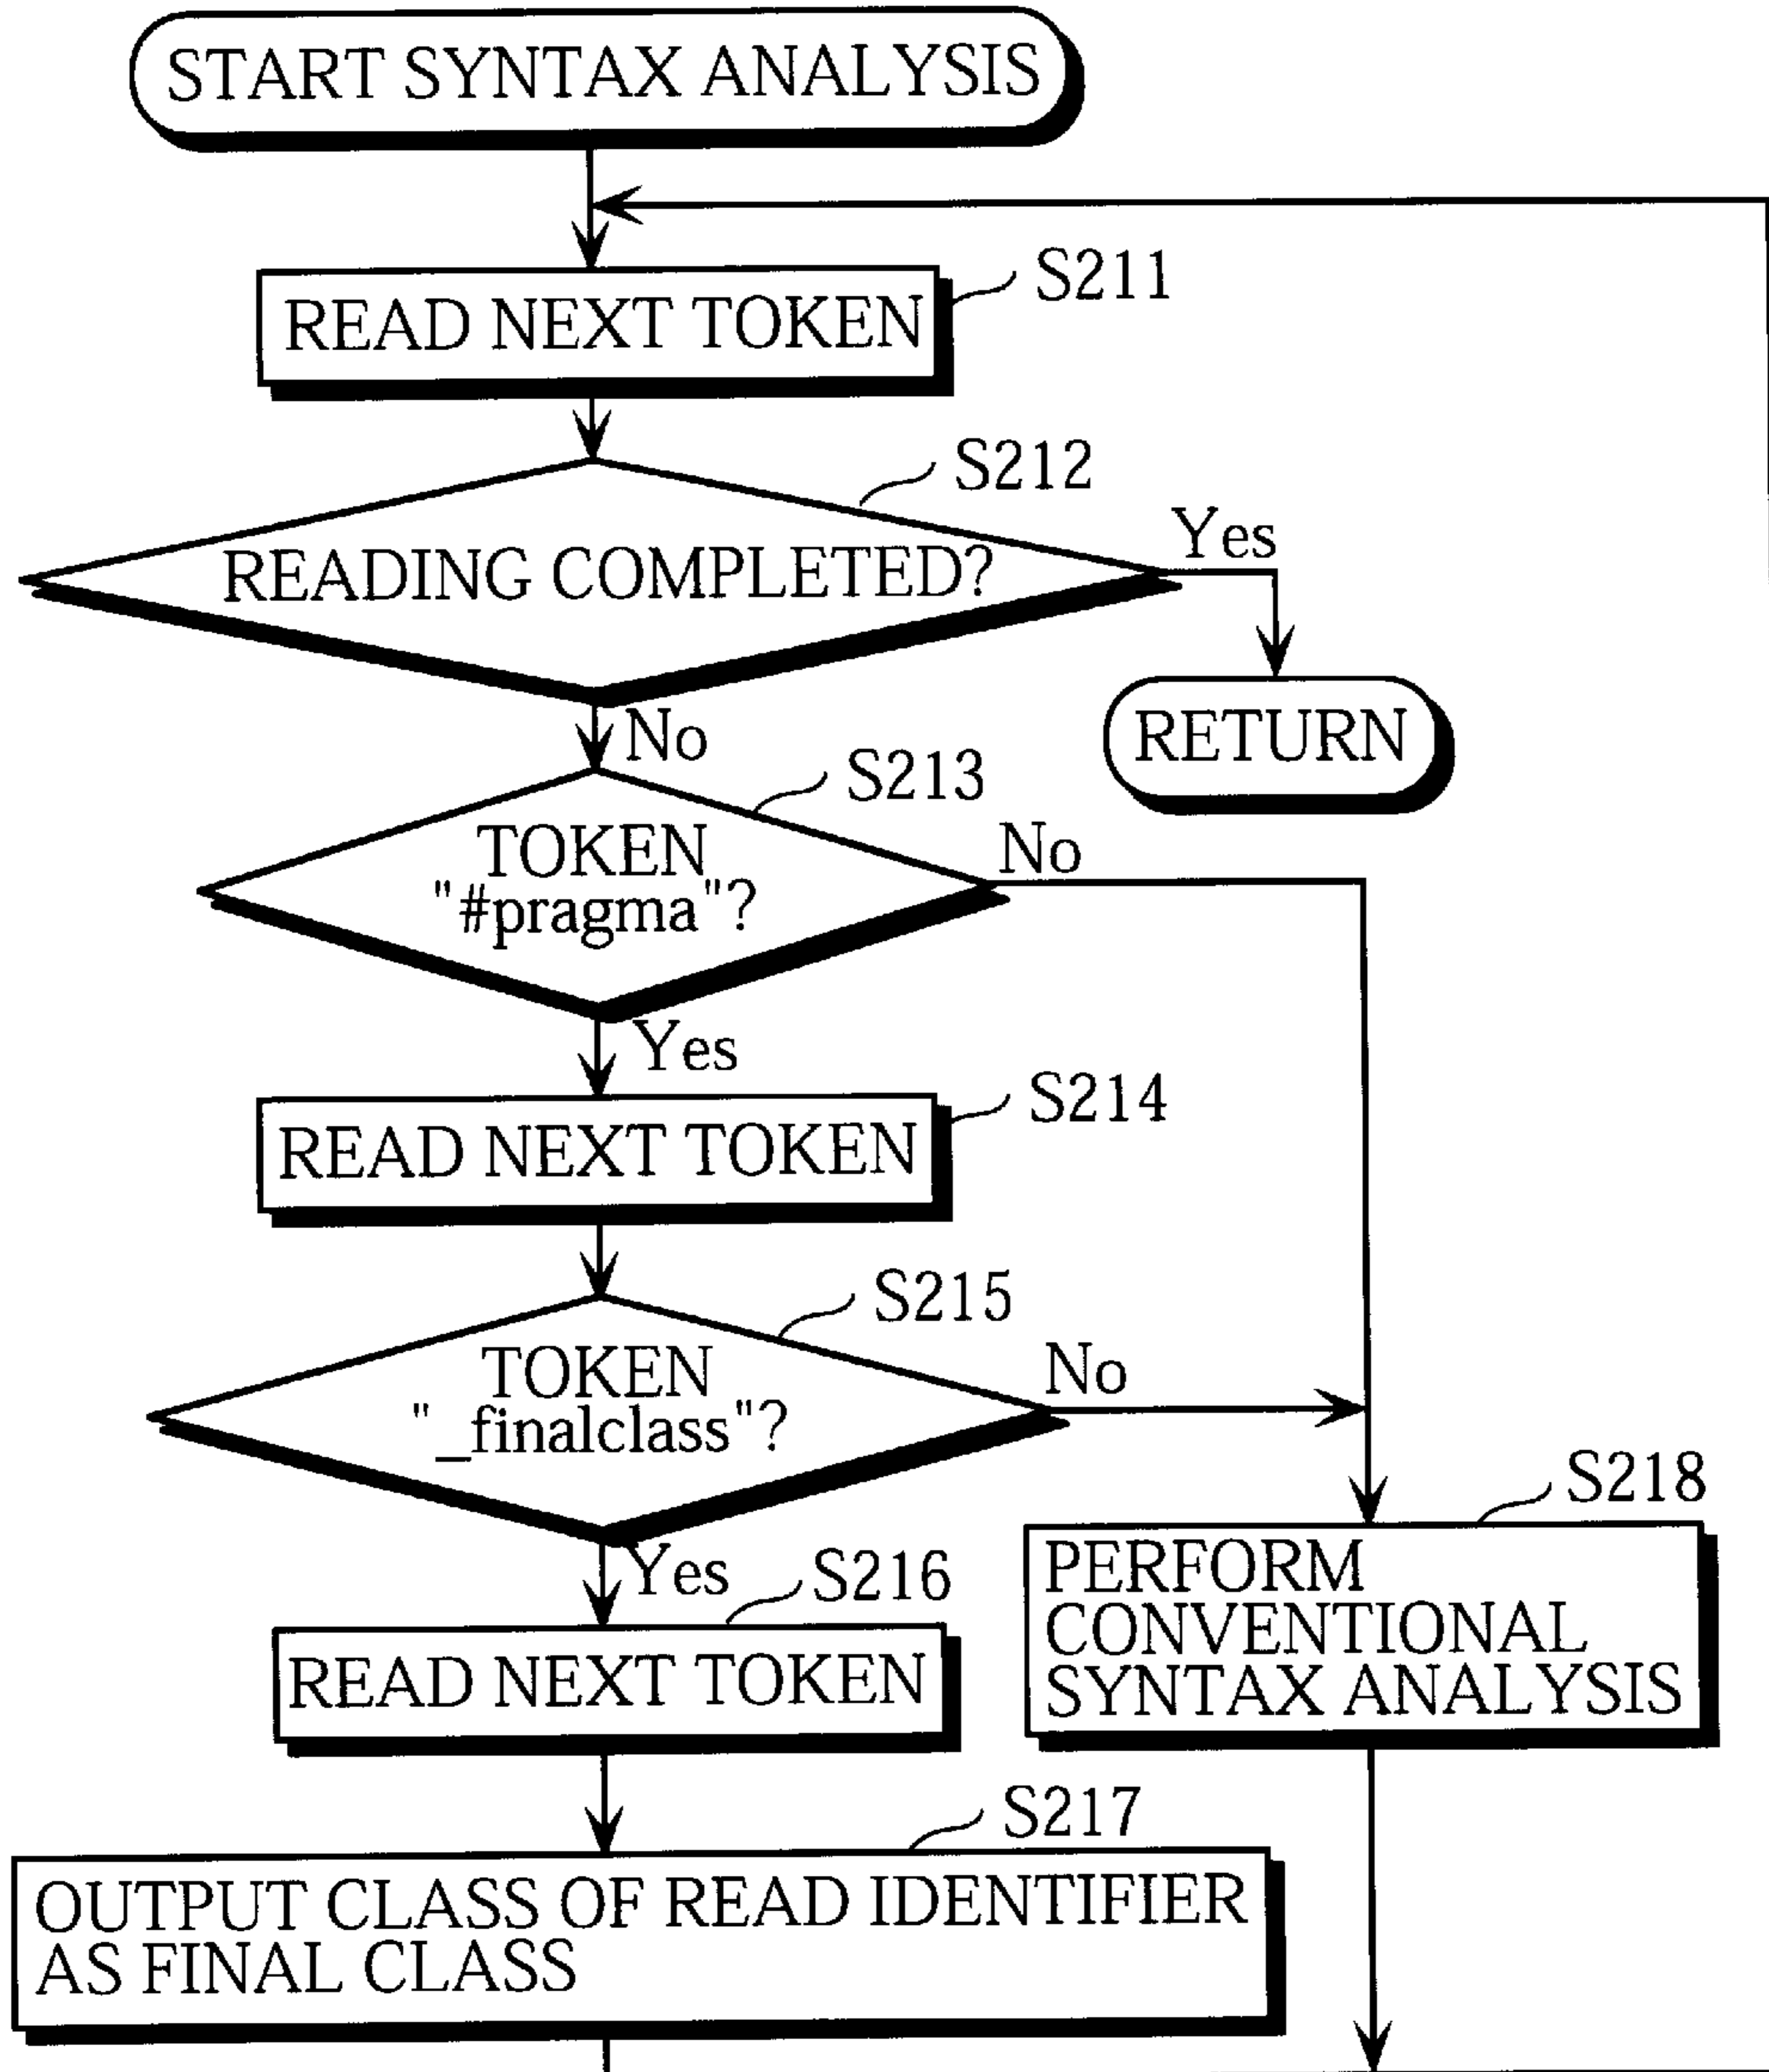 START SYNTAX ANALYSIS
S211
READ NEXT TOKEN
S212
READING COMPLETED?
Yes
RETURN
No
S213
TOKEN
"#pragma"?
No
Yes
S214
READ NEXT TOKEN
S215
TOKEN
"_finalclass"?
No
Yes
S216
READ NEXT TOKEN
S218
PERFORM
CONVENTIONAL
SYNTAX ANALYSIS
S217
OUTPUT CLASS OF READ IDENTIFIER
AS FINAL CLASS